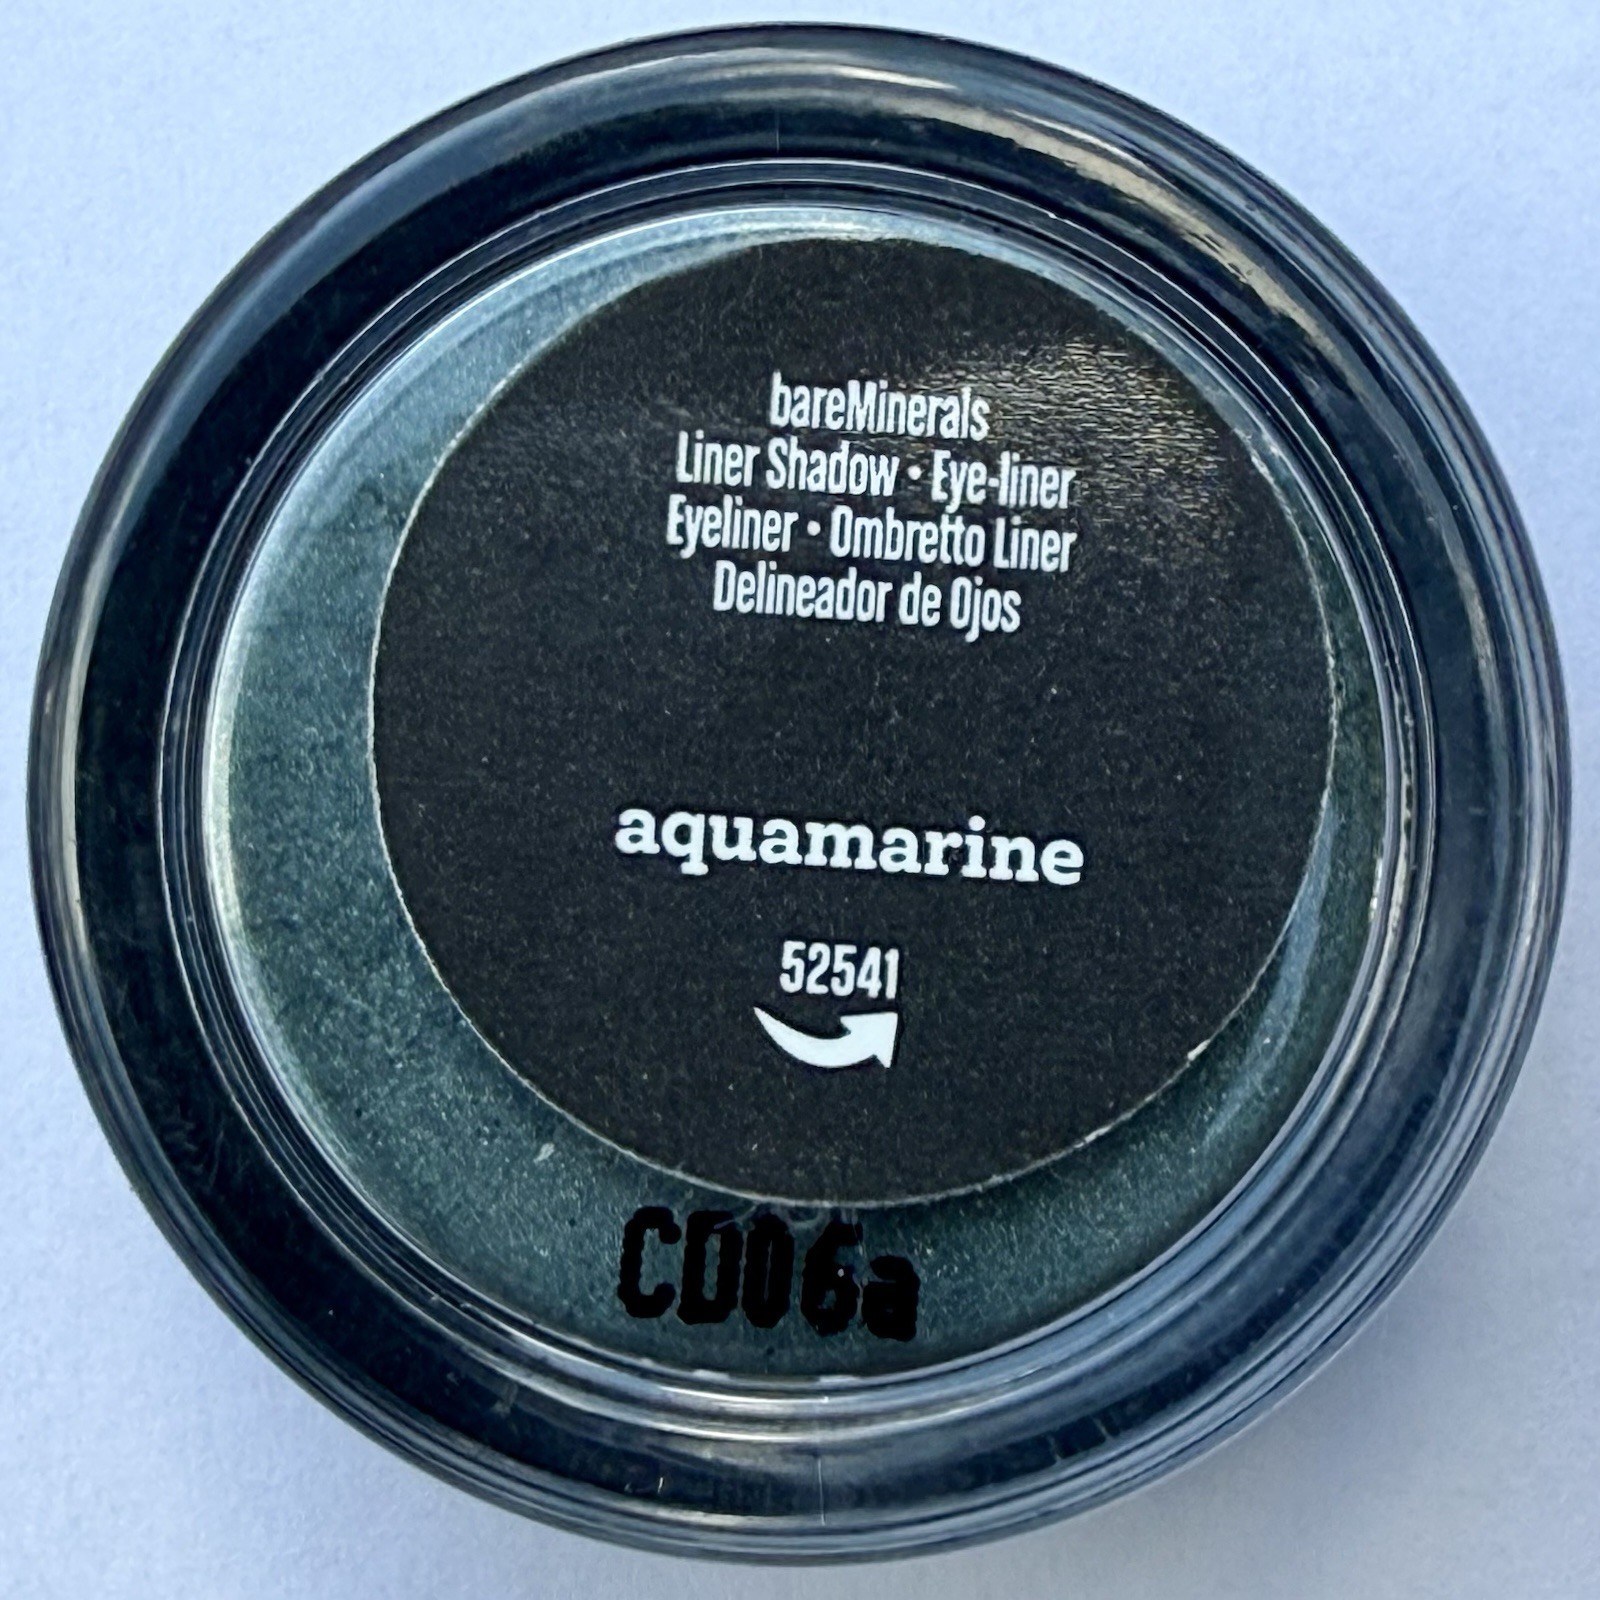 bareMinerals
Liner Shadow • Eye-liner
Eyeliner • Ombretto Liner
Delineador de Ojos
aquamarine
52541
CD06a